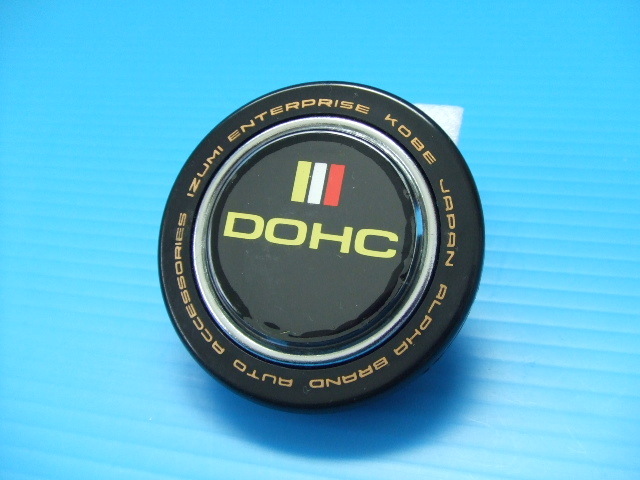 DOHC
IZUMI ENTERPRISE KOBE JAPAN ALPHA BRAND AUTO ACCESSORIES